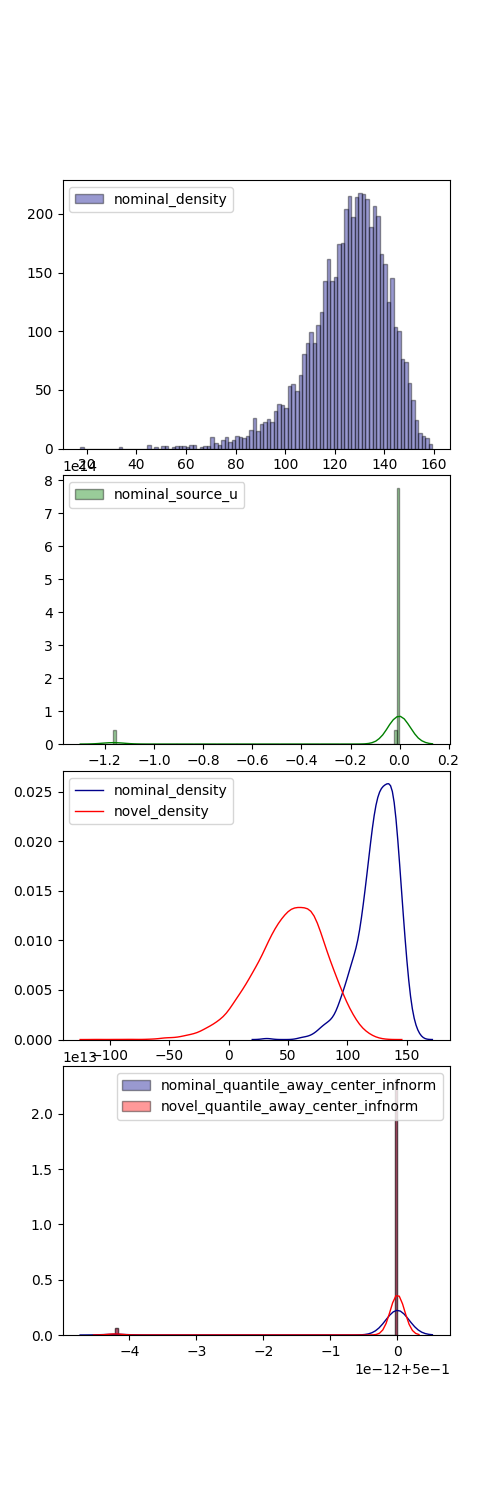 nominal_density
200
150
100
50
0
20 40 60 80 100 120 140 160
1e14
nominal_source_u
8
7
6
5
4
3
2
1
0
−1.2 −1.0 −0.8 −0.6 −0.4 −0.2 0.0 0.2
nominal_density
novel_density
0.025
0.020
0.015
0.010
0.005
0.000
−100 −50 0 50 100 150
1e13
nominal_quantile_away_center_infnorm
novel_quantile_away_center_infnorm
2.0
1.5
1.0
0.5
0.0
−4 −3 −2 −1 0
1e−12+5e−1